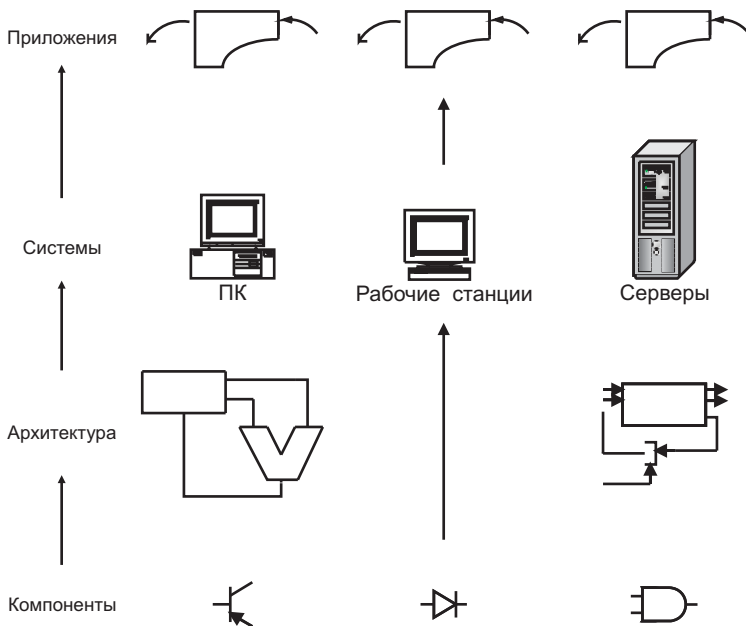 Приложения
Системы
ПК
Рабочие станции
Серверы
Архитектура
Компоненты